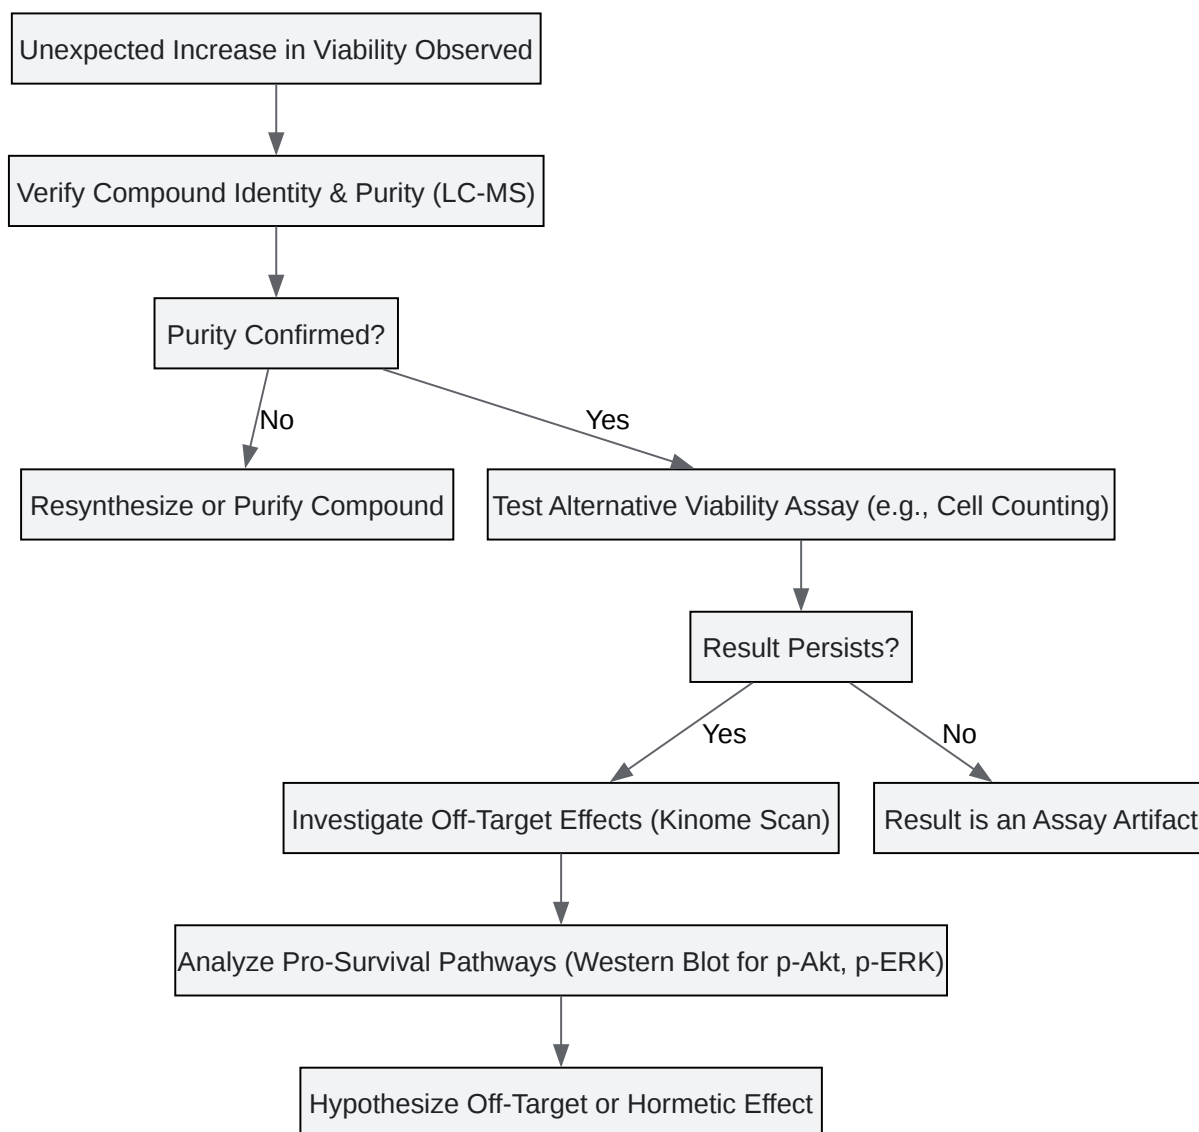 Unexpected Increase in Viability Observed
Verify Compound Identity & Purity (LC-MS)
Purity Confirmed?
No
Yes
Resynthesize or Purify Compound
Test Alternative Viability Assay (e.g., Cell Counting)
Result Persists?
Yes
No
Investigate Off-Target Effects (Kinome Scan)
Result is an Assay Artifact
Analyze Pro-Survival Pathways (Western Blot for p-Akt, p-ERK)
Hypothesize Off-Target or Hormetic Effect